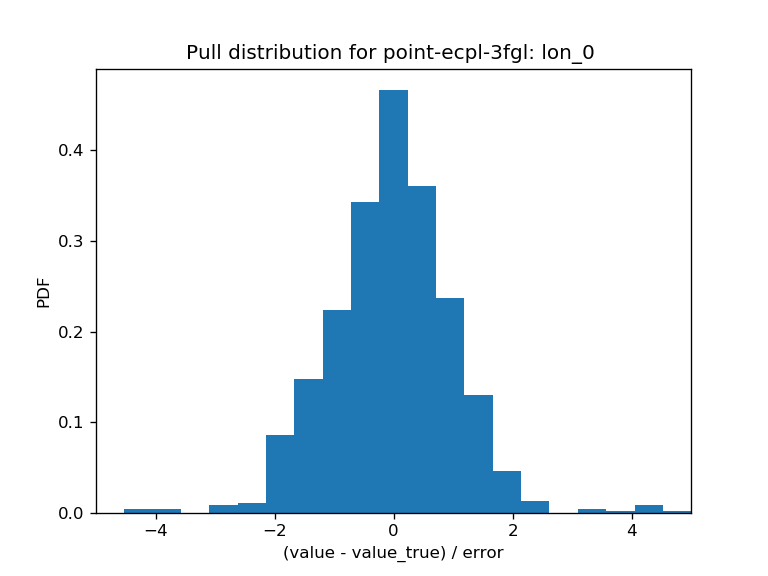 Pull distribution for point-ecpl-3fgl: lon_0
PDF
0.4
0.3
0.2
0.1
0.0
−4 −2 0 2 4
(value - value_true) / error